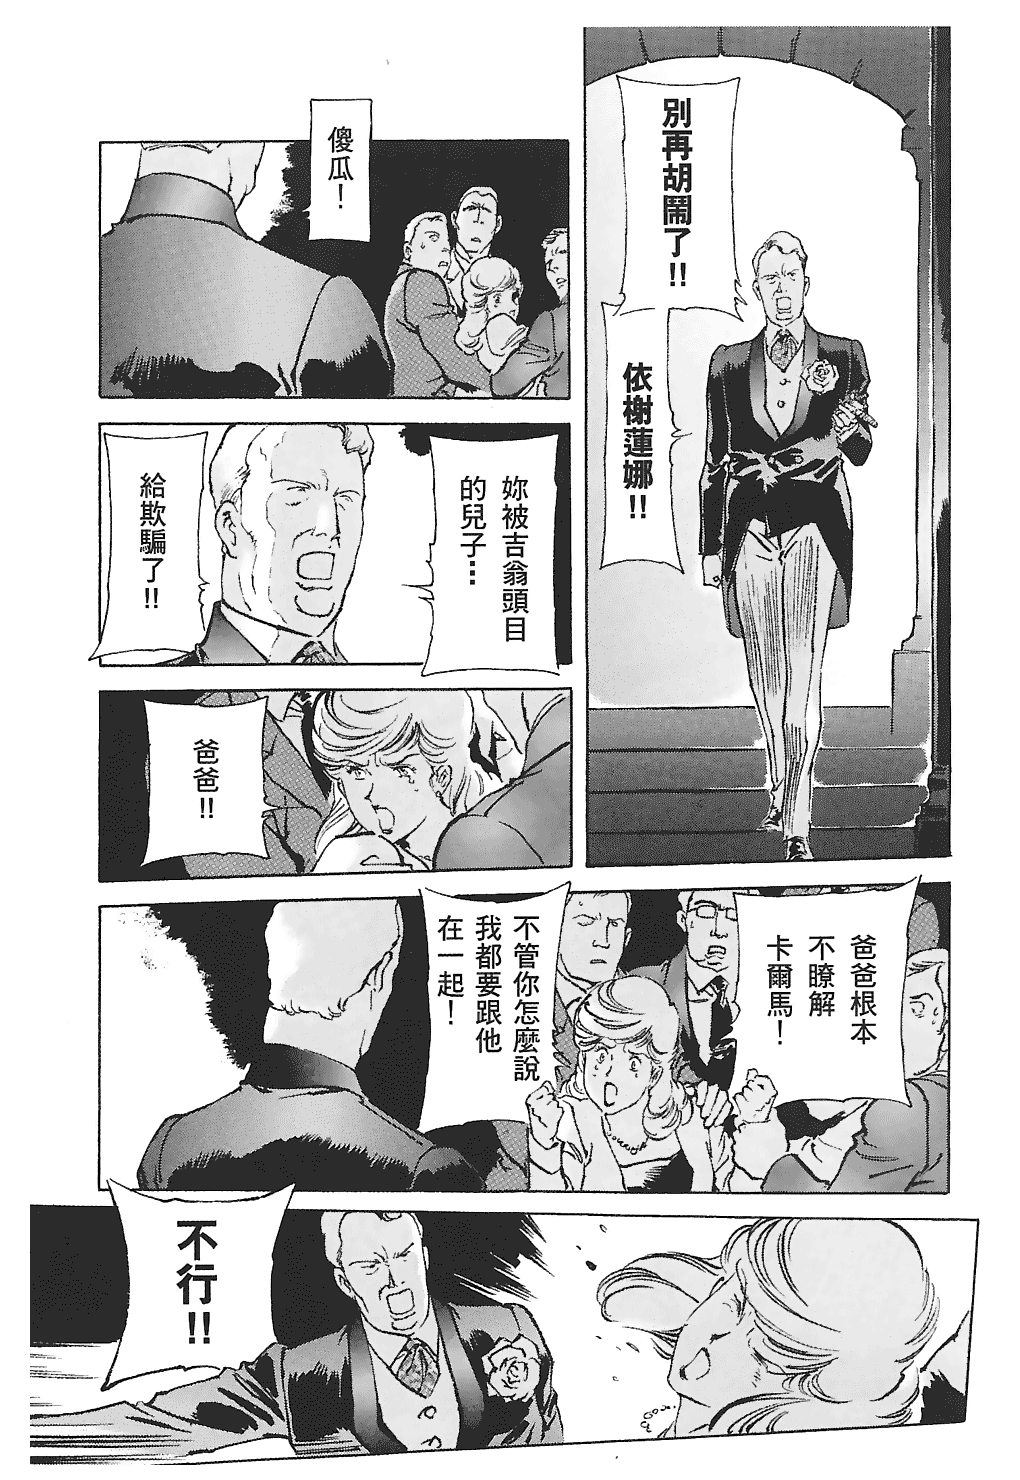 別再胡鬧了!!
依榭蓮娜!!
傻瓜！
妳被吉翁頭目
的兒子…
給欺騙了!!
爸爸!!
爸爸根本
不瞭解
卡爾馬！
不管你怎麼說
我都要跟他
在一起！
不行!!